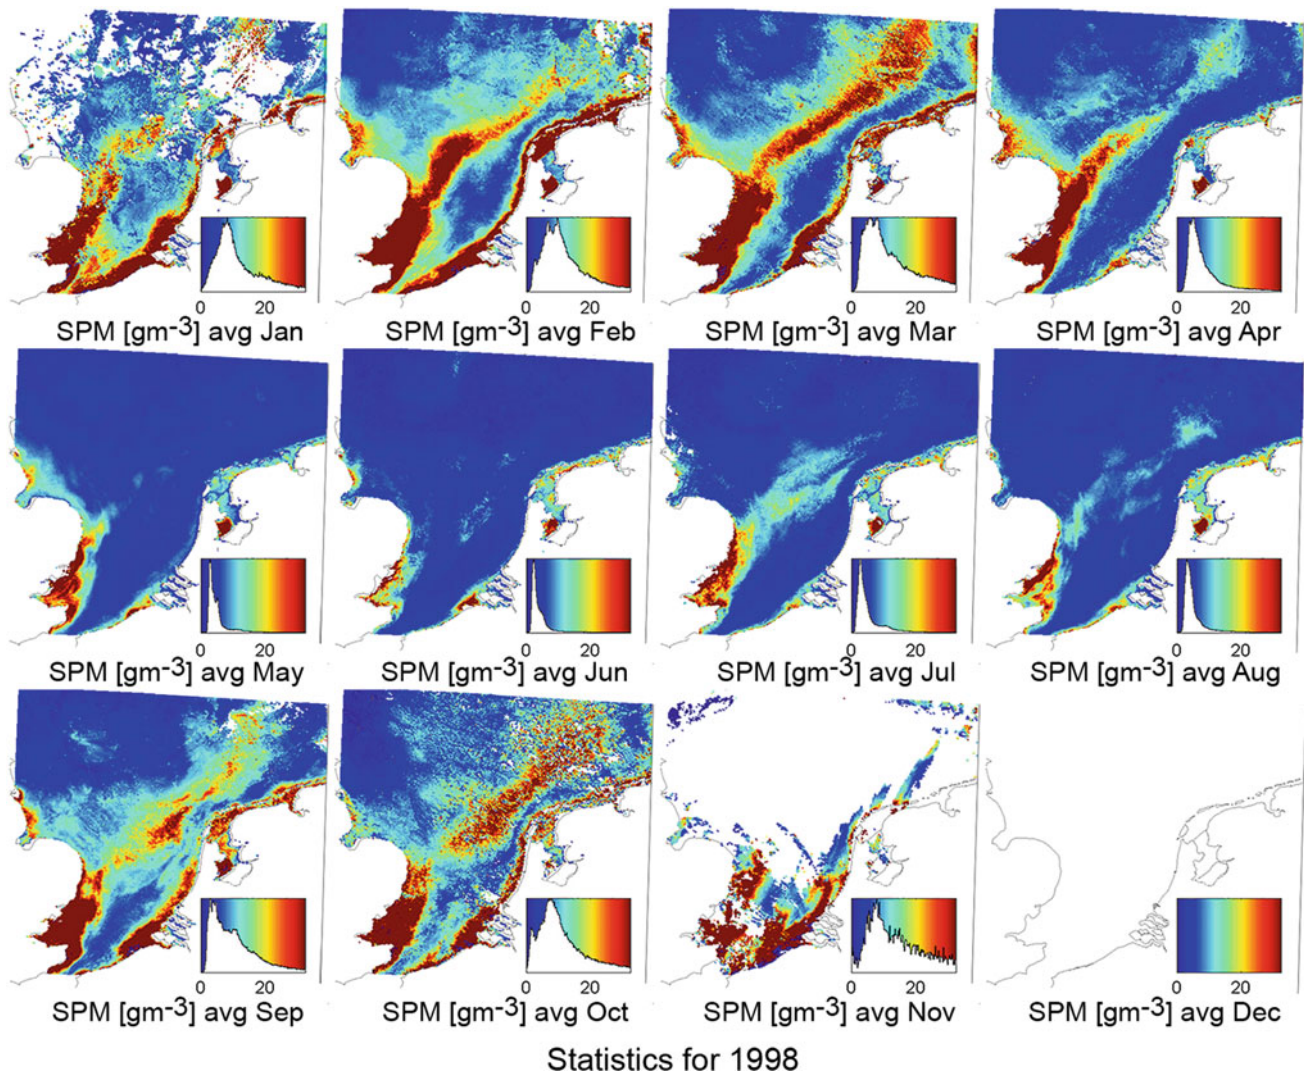 0 20 0 20 0 20 0 20
SPM [gm-3] avg Jan SPM [gm-3] avg Feb SPM [gm-3] avg Mar SPM [gm-3] avg Apr
0 20 0 20 0 20 0 20
SPM [gm-3] avg May SPM [gm-3] avg Jun SPM [gm-3] avg Jul SPM [gm-3] avg Aug
0 20 0 20 0 20 0 20
SPM [gm-3] avg Sep SPM [gm-3] avg Oct SPM [gm-3] avg Nov SPM [gm-3] avg Dec
Statistics for 1998